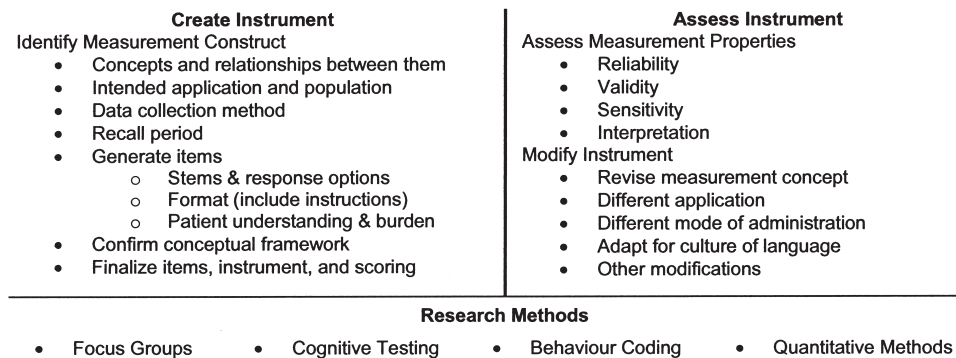 Create Instrument
Identify Measurement Construct
• Concepts and relationships between them
• Intended application and population
• Data collection method
• Recall period
• Generate items
o Stems & response options
o Format (include instructions)
o Patient understanding & burden
• Confirm conceptual framework
• Finalize items, instrument, and scoring
Assess Instrument
Assess Measurement Properties
• Reliability
• Validity
• Sensitivity
• Interpretation
Modify Instrument
• Revise measurement concept
• Different application
• Different mode of administration
• Adapt for culture of language
• Other modifications
Research Methods
• Focus Groups • Cognitive Testing • Behaviour Coding • Quantitative Methods